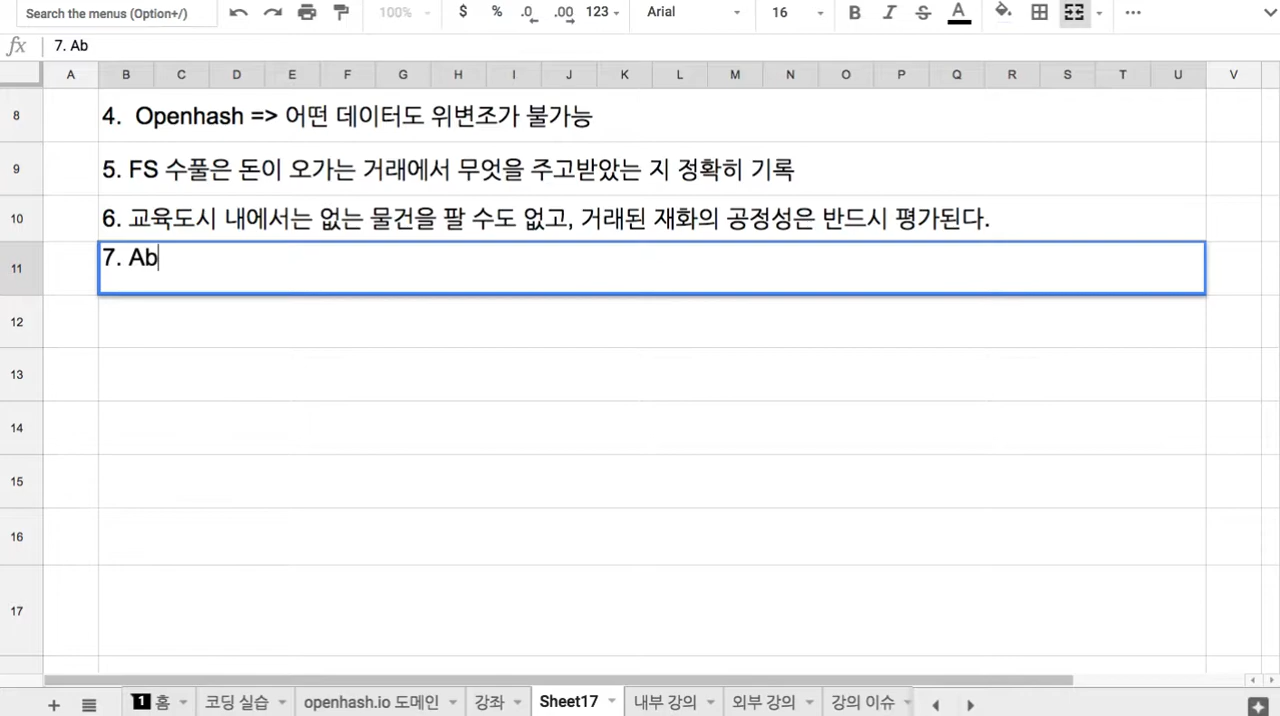 Search the menus (Option+/)
100%
$ % .0 .00 123
Arial
16
B I S A
fx 7. Ab
A B C D E F G H I J K L M N O P Q R S T U V
8 4. Openhash => 어떤 데이터도 위변조가 불가능
9 5. FS 수풀은 돈이 오가는 거래에서 무엇을 주고받았는 지 정확히 기록
10 6. 교육도시 내에서는 없는 물건을 팔 수도 없고, 거래된 재화의 공정성은 반드시 평가된다.
11 7. Ab
12
13
14
15
16
17
1 홈 코딩 실습 openhash.io 도메인 강좌 Sheet17 내부 강의 외부 강의 강의 이슈